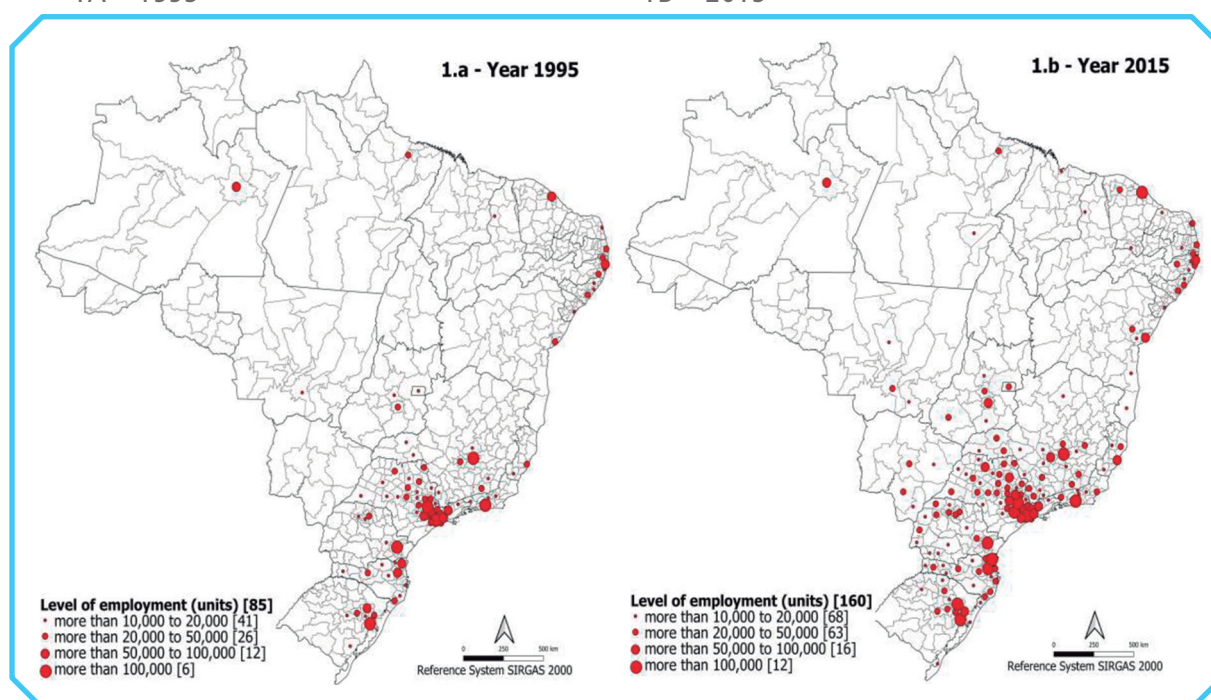 1.a - Year 1995
Level of employment (units) [85]
more than 10,000 to 20,000 [41]
more than 20,000 to 50,000 [26]
more than 50,000 to 100,000 [12]
more than 100,000 [6]
0 250 500 km
Reference System SIRGAS 2000
1.b - Year 2015
Level of employment (units) [160]
more than 10,000 to 20,000 [68]
more than 20,000 to 50,000 [63]
more than 50,000 to 100,000 [16]
more than 100,000 [12]
0 250 500 km
Reference System SIRGAS 2000